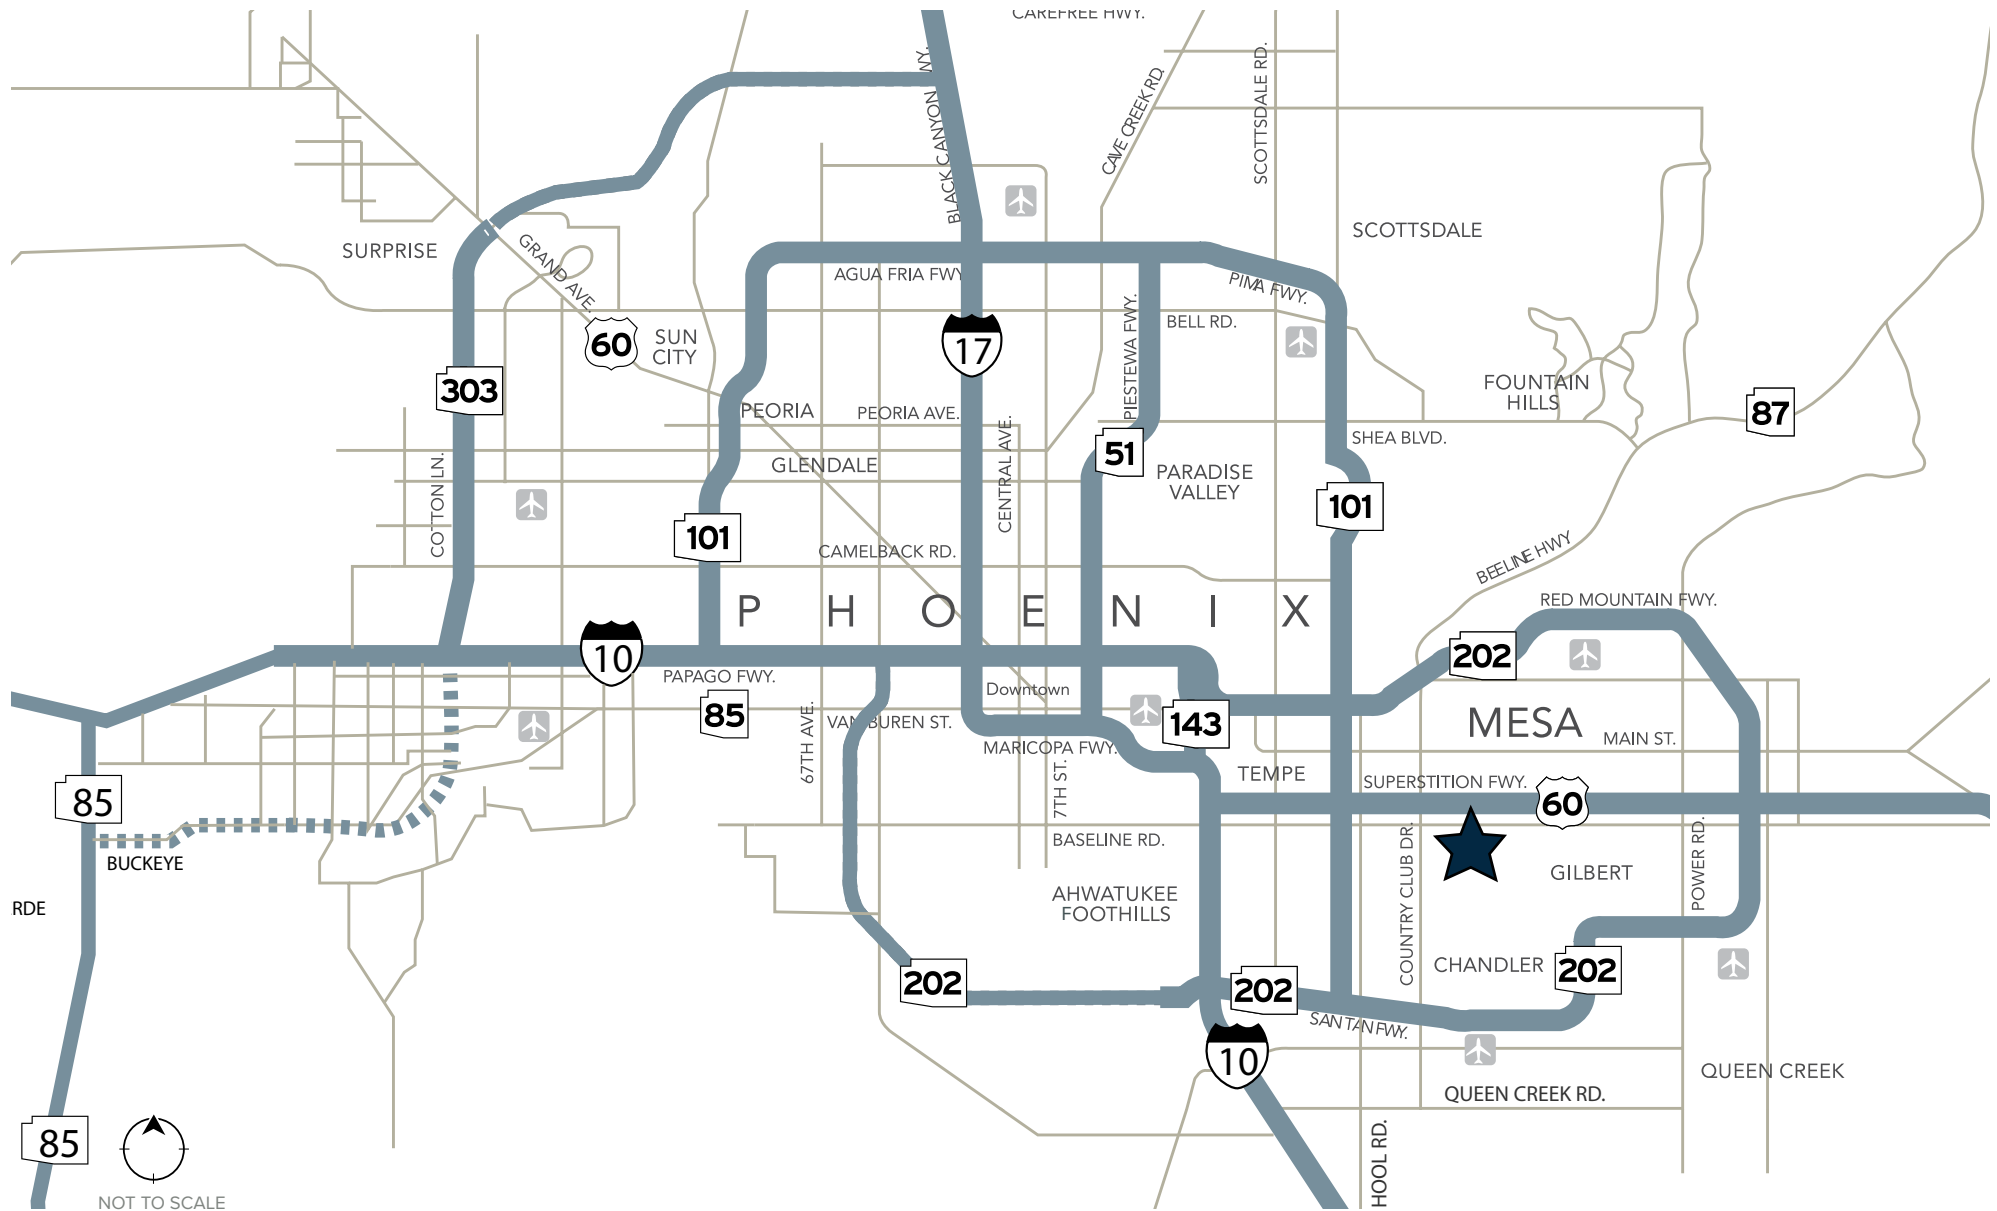 CAREFREE HWY.
BLACK CANYON WY.
CAVE CREEK RD.
SCOTTSDALE RD.
SURPRISE
GRAND AVE.
SCOTTSDALE
AGUA FRIA FWY
PIMA FWY.
60
SUN
CITY
17
PIESTEWA FWY.
BELL RD.
303
PEORIA
PEORIA AVE.
FOUNTAIN
HILLS
87
COTTON LN.
GLENDALE
CENTRAL AVE.
51
PARADISE
VALLEY
SHEA BLVD.
101
101
CAMELBACK RD.
BEELINE HWY
PHOENIX
RED MOUNTAIN FWY.
10
PAPAGO FWY.
202
Downtown
85
67TH AVE.
VAN BUREN ST.
MARICOPA FWY.
143
MESA
MAIN ST.
7TH ST.
TEMPE
SUPERSTITION FWY.
60
85
BASELINE RD.
COUNTRY CLUB DR.
POWER RD.
BUCKEYE
GILBERT
RDE
AHWATUKEE
FOOTHILLS
202
202
CHANDLER
202
SANTAN FWY.
10
QUEEN CREEK
QUEEN CREEK RD.
85
HOOL RD.
NOT TO SCALE